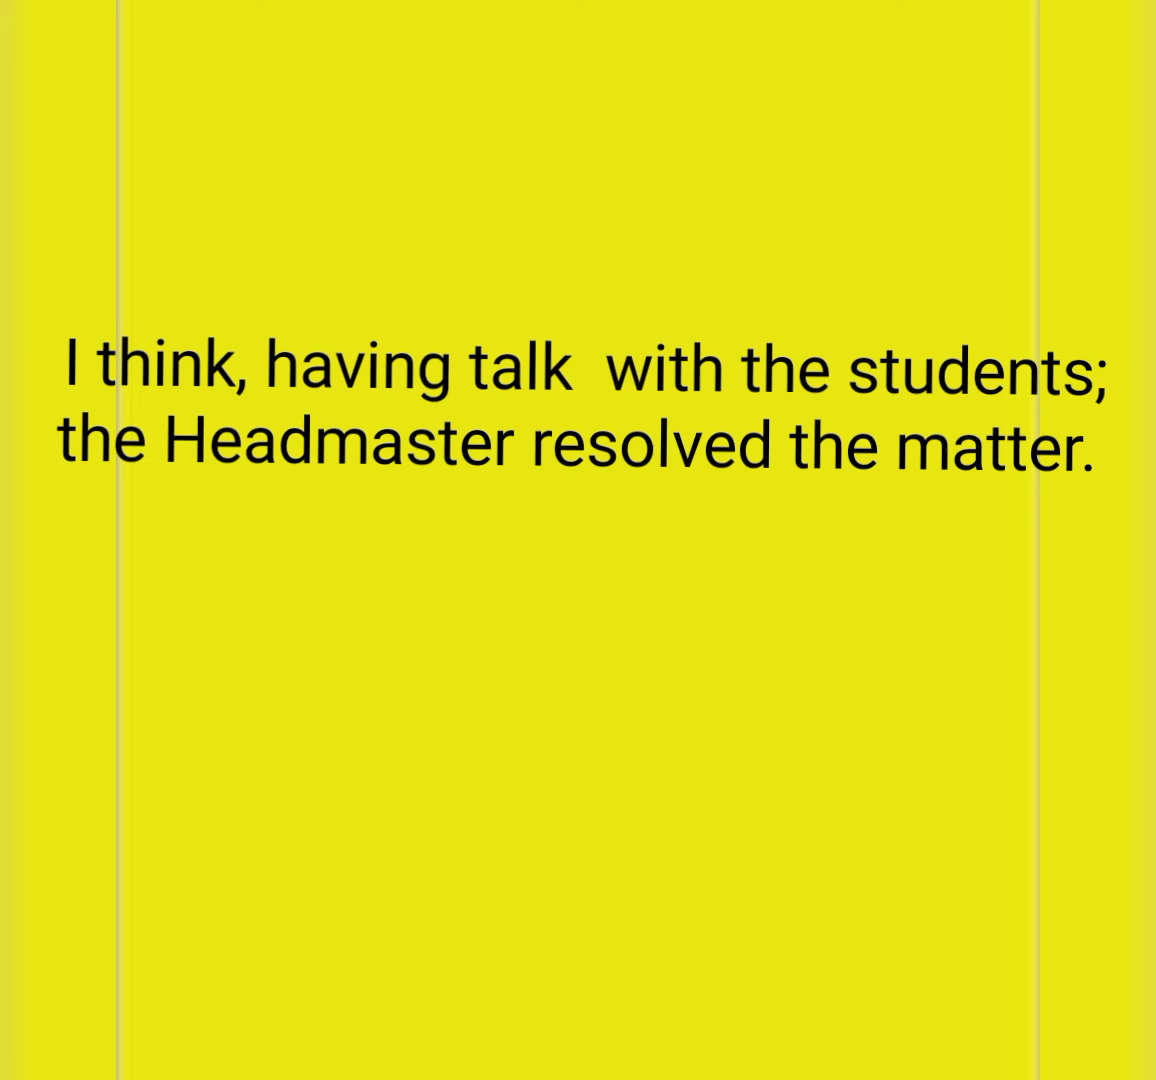 I think, having talk  with the students;
the Headmaster resolved the matter.